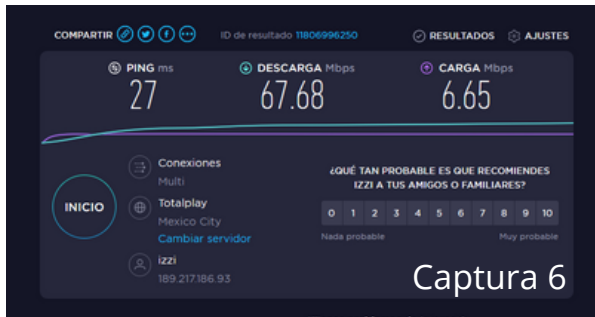 COMPARTIR
ID de resultado 11806996250
RESULTADOS
AJUSTES
PING ms
27
DESCARGA Mbps
67.68
CARGA Mbps
6.65
INICIO
Conexiones
Multi
Totalplay
Mexico City
Cambiar servidor
izzi
189.217.186.93
¿QUÉ TAN PROBABLE ES QUE RECOMIENDES
IZZI A TUS AMIGOS O FAMILIARES?
0 1 2 3 4 5 6 7 8 9 10
Nada probable
Muy probable
Captura 6